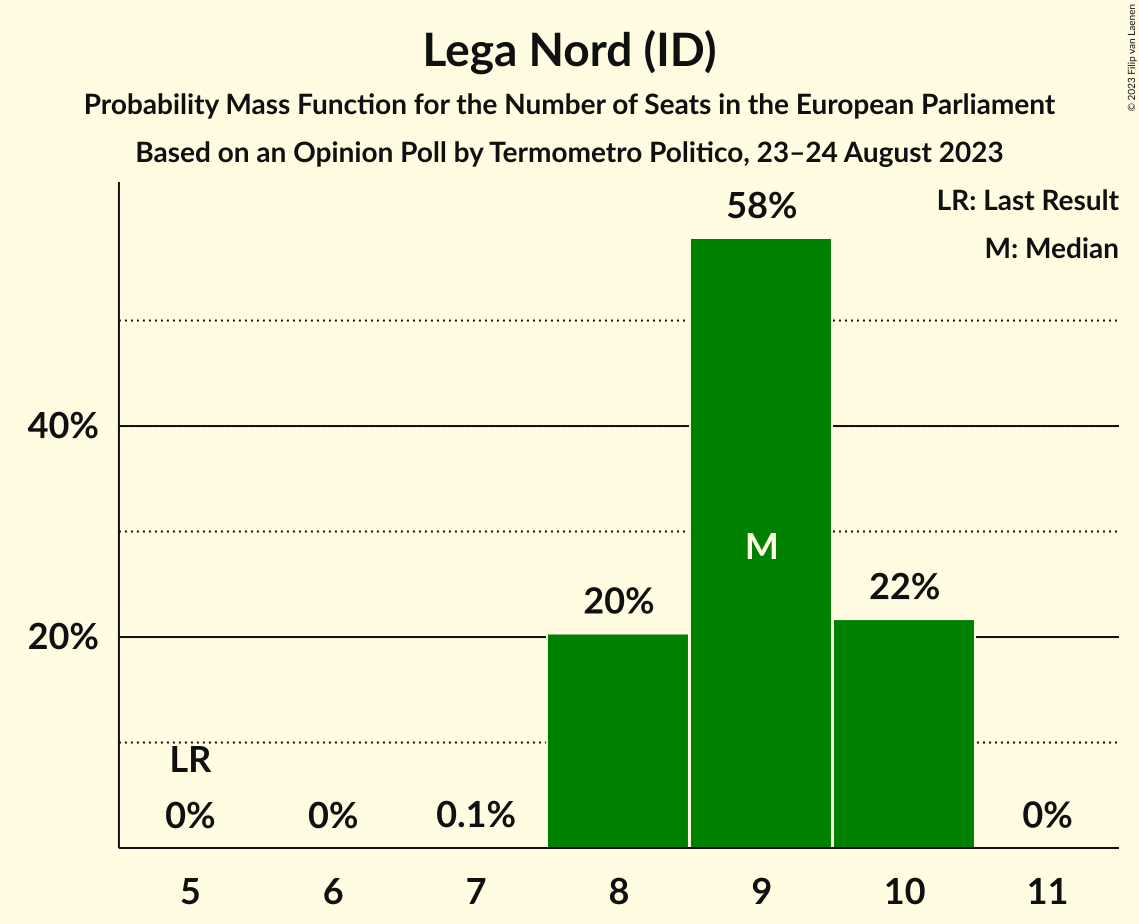 Lega Nord (ID)
Probability Mass Function for the Number of Seats in the European Parliament
Based on an Opinion Poll by Termometro Politico, 23–24 August 2023
© 2023 Filip van Laenen
LR: Last Result
M: Median
58%
40%
M
22%
20%
20%
LR
0%
0%
0.1%
0%
5
6
7
8
9
10
11